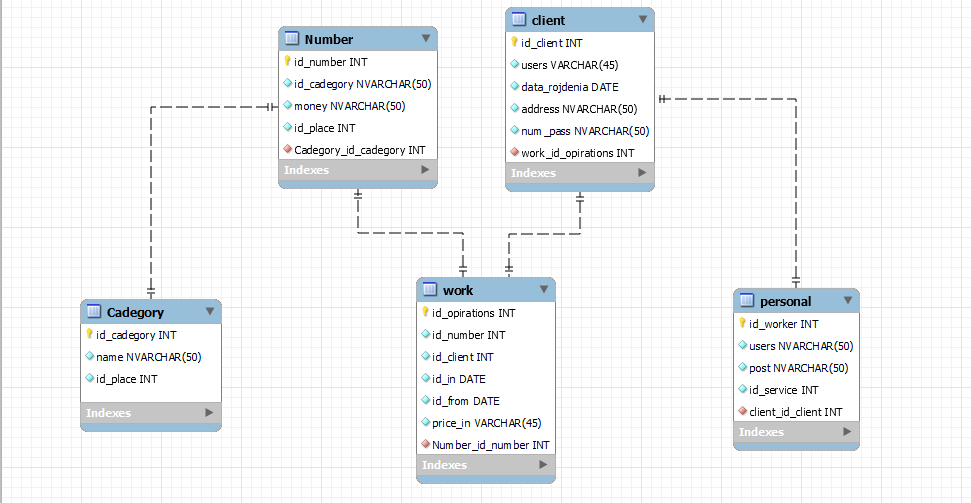 Number
id_number INT
id_cadegory NVARCHAR(50)
money NVARCHAR(50)
id_place INT
Cadegory_id_cadegory INT
Indexes
client
id_client INT
users VARCHAR(45)
data_rojdenia DATE
address NVARCHAR(50)
num_pass NVARCHAR(50)
work_id_opirations INT
Indexes
Cadegory
id_cadegory INT
name NVARCHAR(50)
id_place INT
Indexes
work
id_opirations INT
id_number INT
id_client INT
id_in DATE
id_from DATE
price_in VARCHAR(45)
Number_id_number INT
Indexes
personal
id_worker INT
users NVARCHAR(50)
post NVARCHAR(50)
id_service INT
client_id_client INT
Indexes